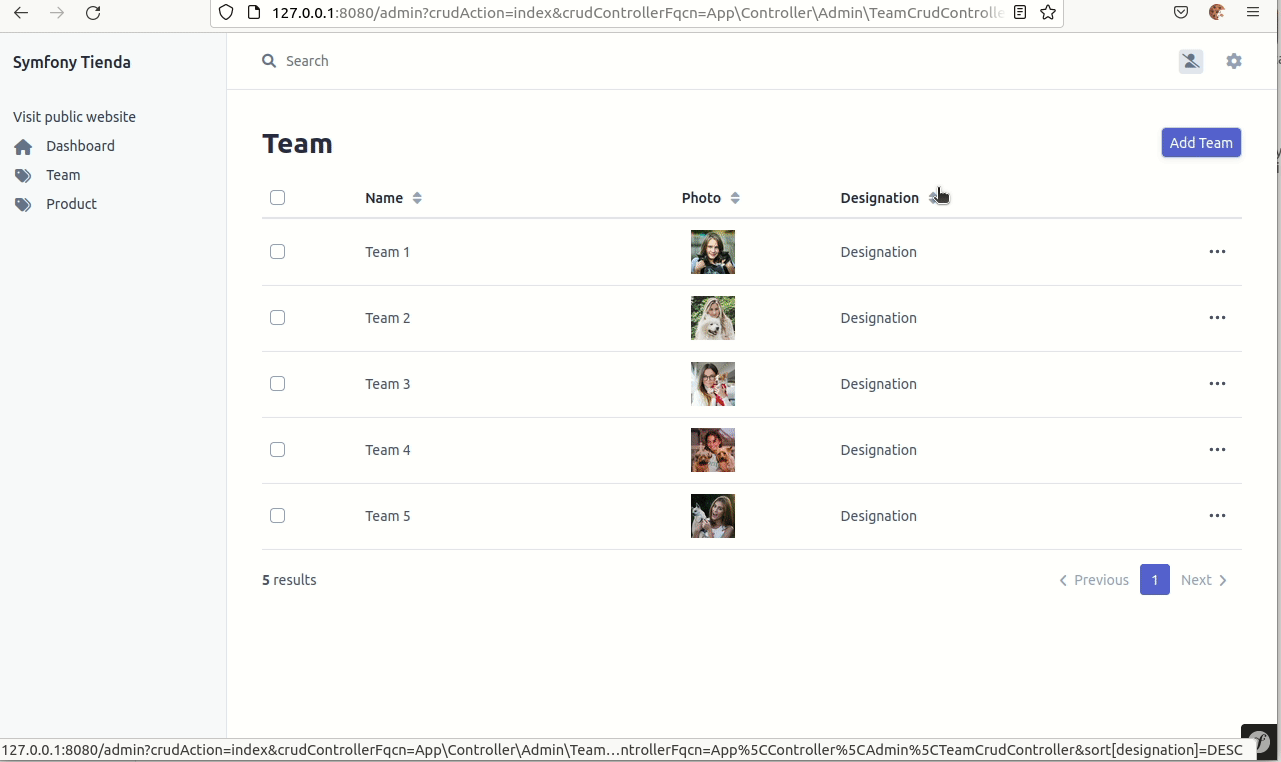 127.0.0.1:8080/admin?crudAction=index&crudControllerFqcn=App\Controller\Admin\TeamCrudControlle
Symfony Tienda
Search
Visit public website
Dashboard
Team
Product
Team
Add Team
Name
Photo
Designation
Team 1
Designation
Team 2
Designation
Team 3
Designation
Team 4
Designation
Team 5
Designation
5 results
Previous
1
Next
127.0.0.1:8080/admin?crudAction=index&crudControllerFqcn=App\Controller\Admin\Team...ntrollerFqcn=App%5CController%5CAdmin%5CTeamCrudController&sort[designation]=DESC